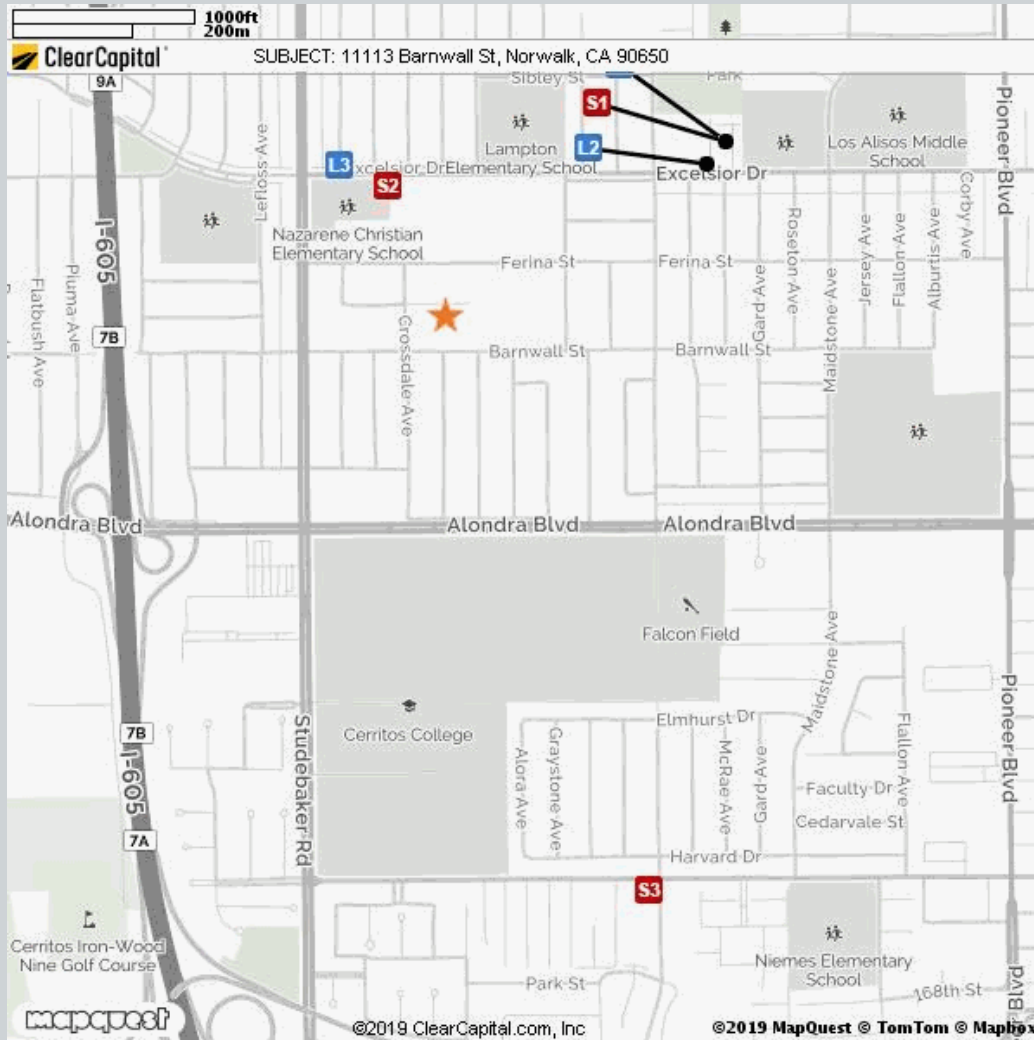 1000ft
200m
ClearCapital
SUBJECT: 11113 Barnwall St, Norwalk, CA 90650
9A
Sibley St
Park
S1
L2
L3
S2
Lampton
Elementary School
Excelsior Dr
Excelsior Dr
Los Alisos Middle
School
Pioneer Blvd
Leffloss Ave
Nazarene Christian
Elementary School
Corby Ave
I-605
Flatbush Ave
Piuma Ave
Ferina St
Ferina St
Gard Ave
Roseton Ave
Maidstone Ave
Jersey Ave
Flallon Ave
Alburtis Ave
7B
Grossdale Ave
Barnwall St
Barnwall St
Alondra Blvd
Alondra Blvd
Alondra Blvd
Falcon Field
Maidstone Ave
Cerritos College
Elmhurst Dr
7B
I-605
7A
Studebaker Rd
Alora Ave
Graystone Ave
McRae Ave
Gard Ave
Flallon Ave
Pioneer Blvd
Faculty Dr
Cedarvale St
Harvard Dr
S3
Cerritos Iron-Wood
Nine Golf Course
Niemes Elementary
School
Park St
168th St
mapquest
©2019 ClearCapital.com, Inc
©2019 MapQuest © TomTom © Mapbox